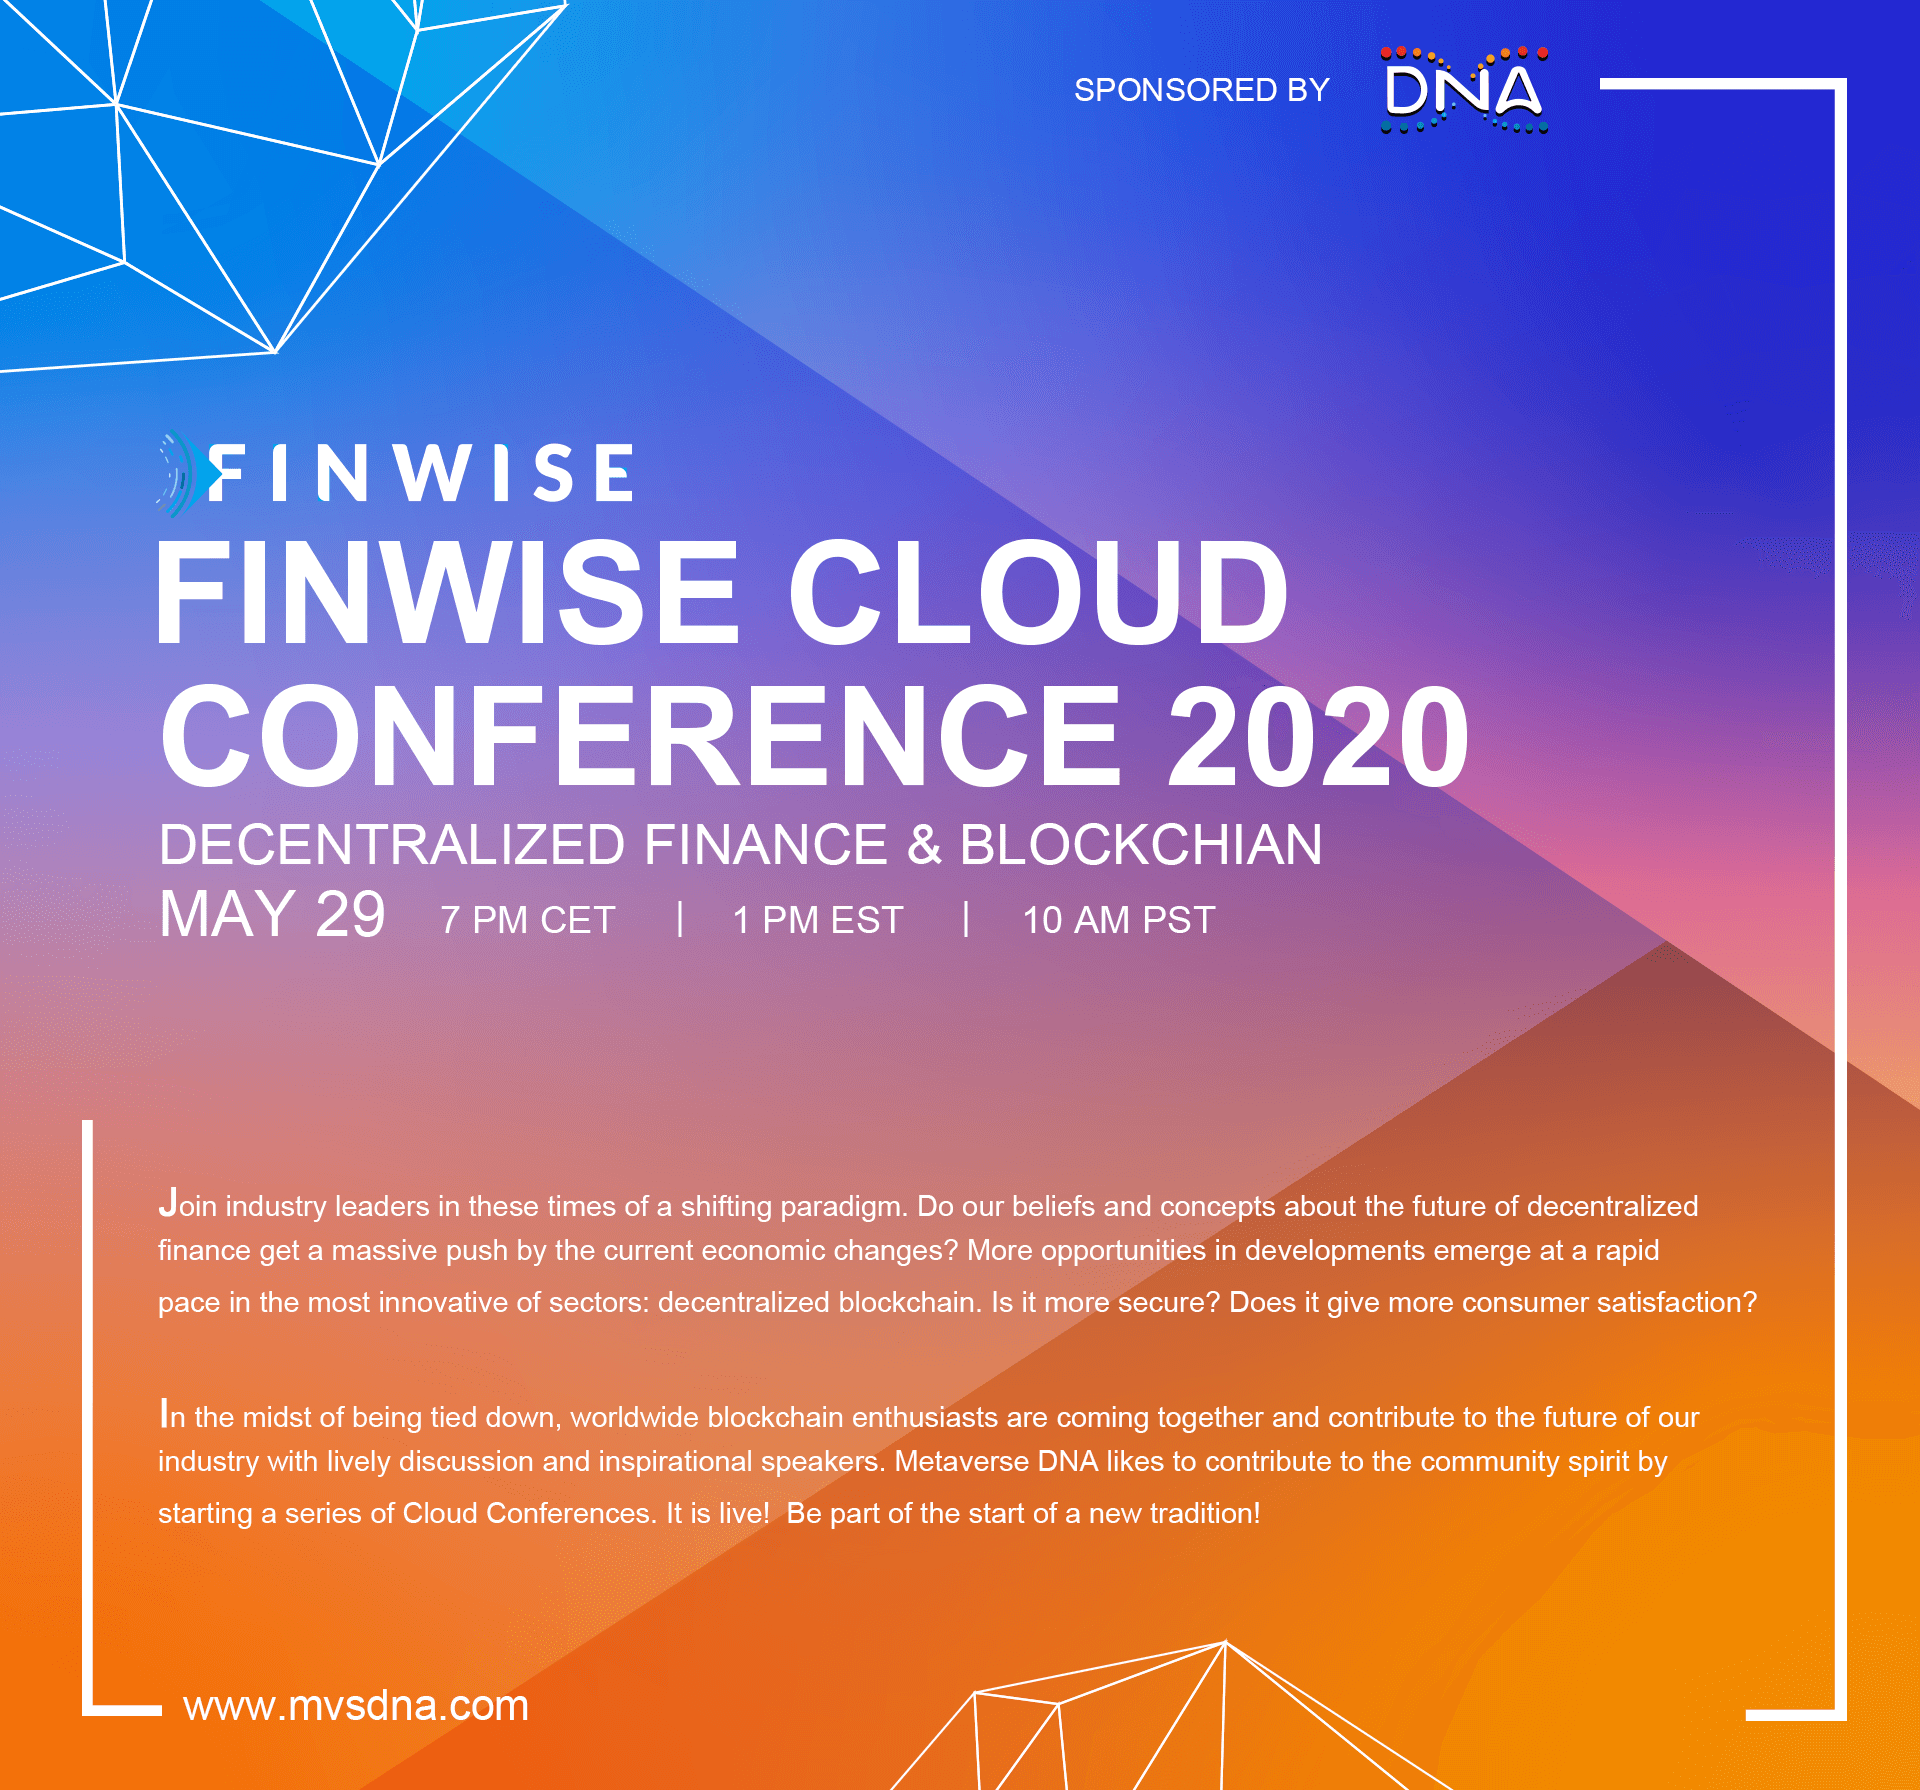 SPONSORED BY DNA
FINWISE
FINWISE CLOUD
CONFERENCE 2020
DECENTRALIZED FINANCE & BLOCKCHIAN
MAY 29 7 PM CET | 1 PM EST | 10 AM PST
Join industry leaders in these times of a shifting paradigm. Do our beliefs and concepts about the future of decentralized
finance get a massive push by the current economic changes? More opportunities in developments emerge at a rapid
pace in the most innovative of sectors: decentralized blockchain. Is it more secure? Does it give more consumer satisfaction?
In the midst of being tied down, worldwide blockchain enthusiasts are coming together and contribute to the future of our
industry with lively discussion and inspirational speakers. Metaverse DNA likes to contribute to the community spirit by
starting a series of Cloud Conferences. It is live!  Be part of the start of a new tradition!
www.mvsdna.com